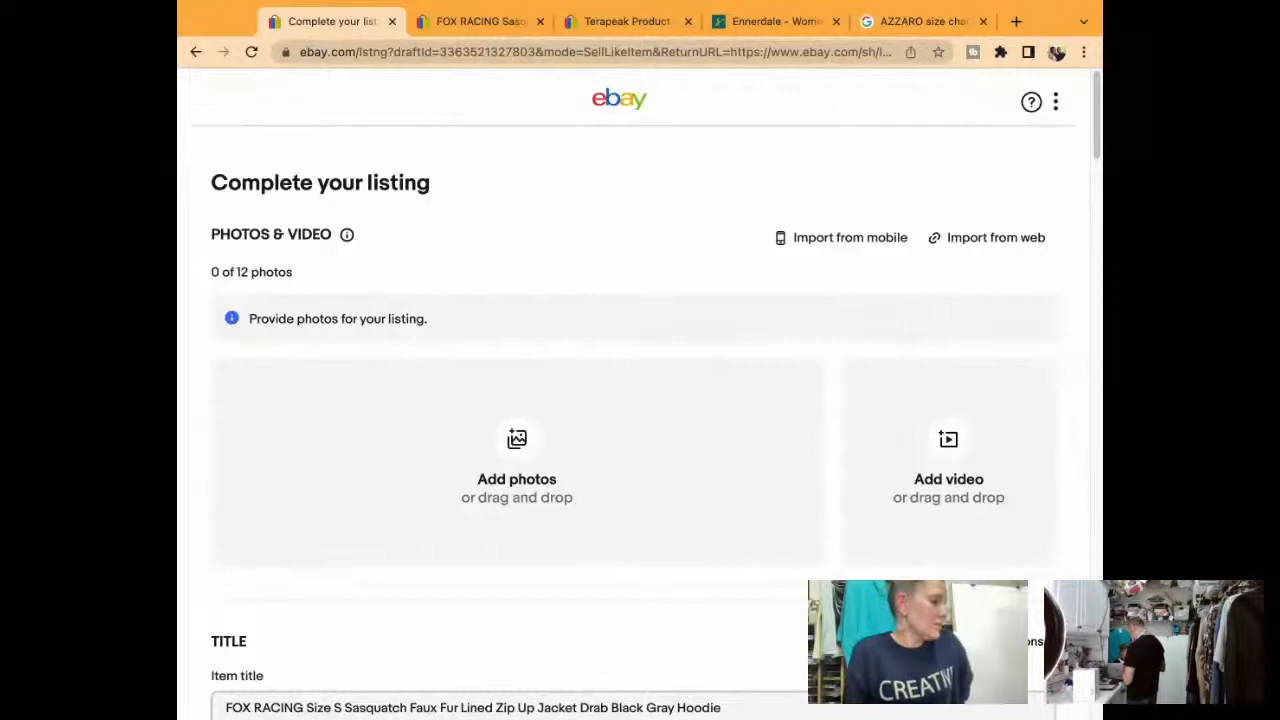 Complete your list
FOX RACING Sasq
Terapeak Product
Ennerdale - Wome
AZZARO size char
ebay.com/lstng?draftId=3363521327803&mode=SellLikeItem&ReturnURL=https://www.ebay.com/sh/l...
ebay
Complete your listing
PHOTOS & VIDEO
Import from mobile
Import from web
0 of 12 photos
Provide photos for your listing.
Add photos
or drag and drop
Add video
or drag and drop
TITLE
ons
Item title
FOX RACING Size S Sasquatch Faux Fur Lined Zip Up Jacket Drab Black Gray Hoodie
CREATIV